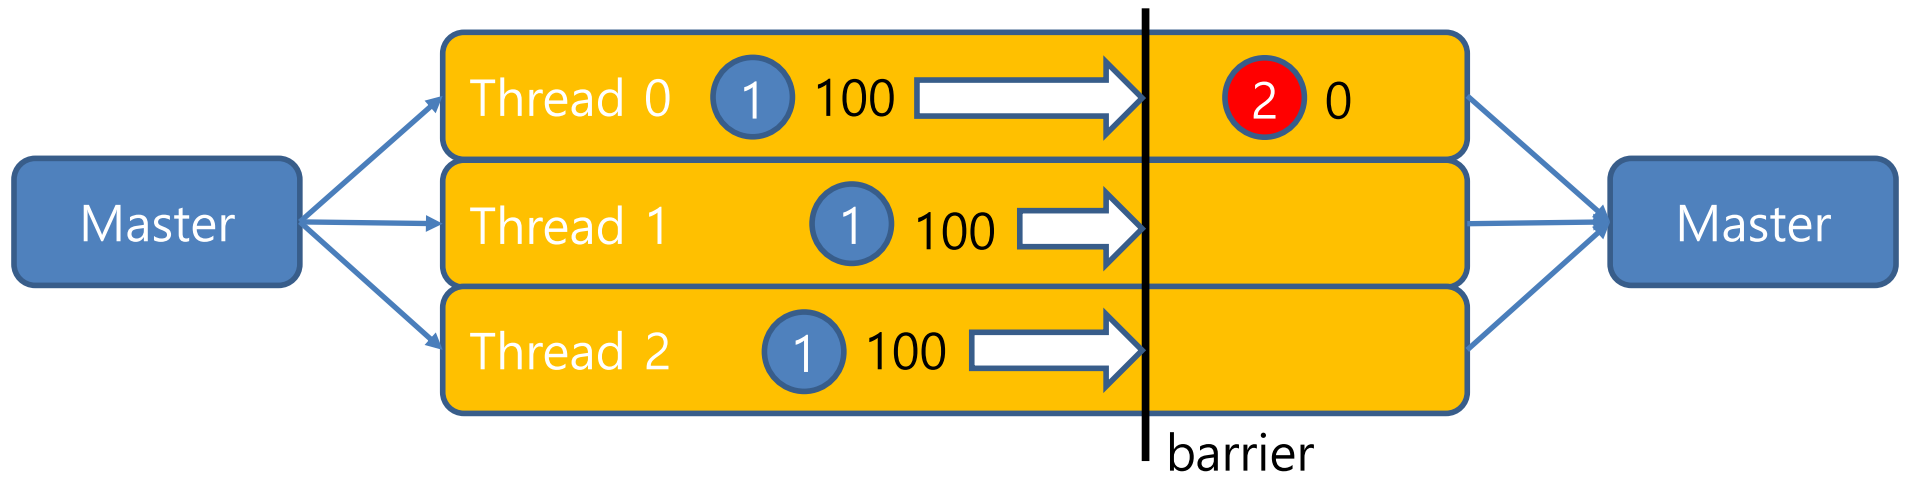 Master
Thread 0 1 100 2 0
Thread 1 1 100
Thread 2 1 100
Master
barrier